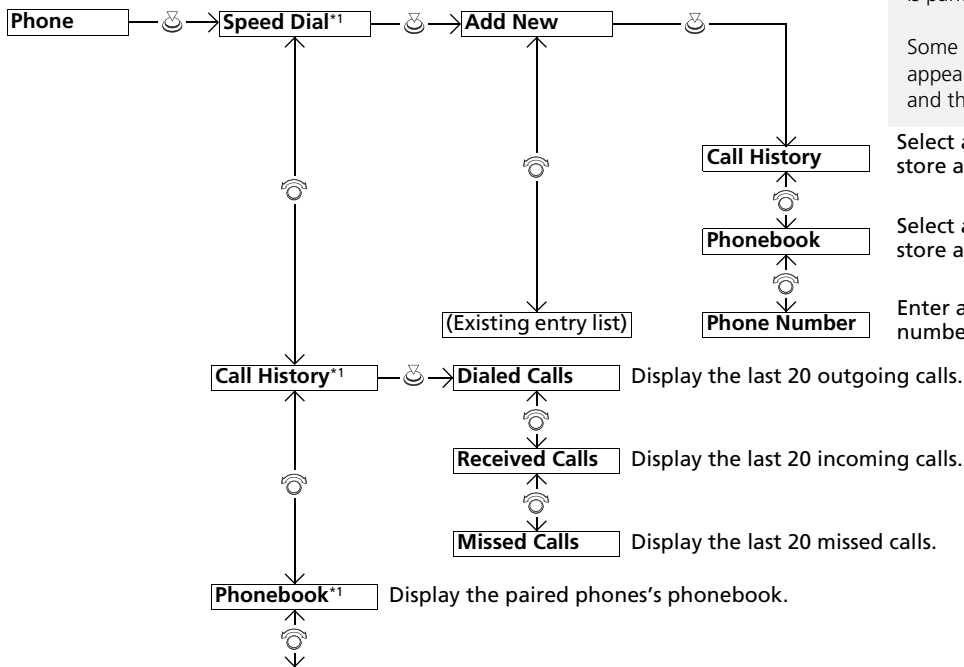 is
Some
appea
and th
Phone
Speed Dial*1
Add New
Call History
Select a
store a
Phonebook
Select a
store a
(Existing entry list)
Phone Number
Enter a
numbe
Call History*1
Dialed Calls
Display the last 20 outgoing calls.
Received Calls
Display the last 20 incoming calls.
Missed Calls
Display the last 20 missed calls.
Phonebook*1
Display the paired phones's phonebook.